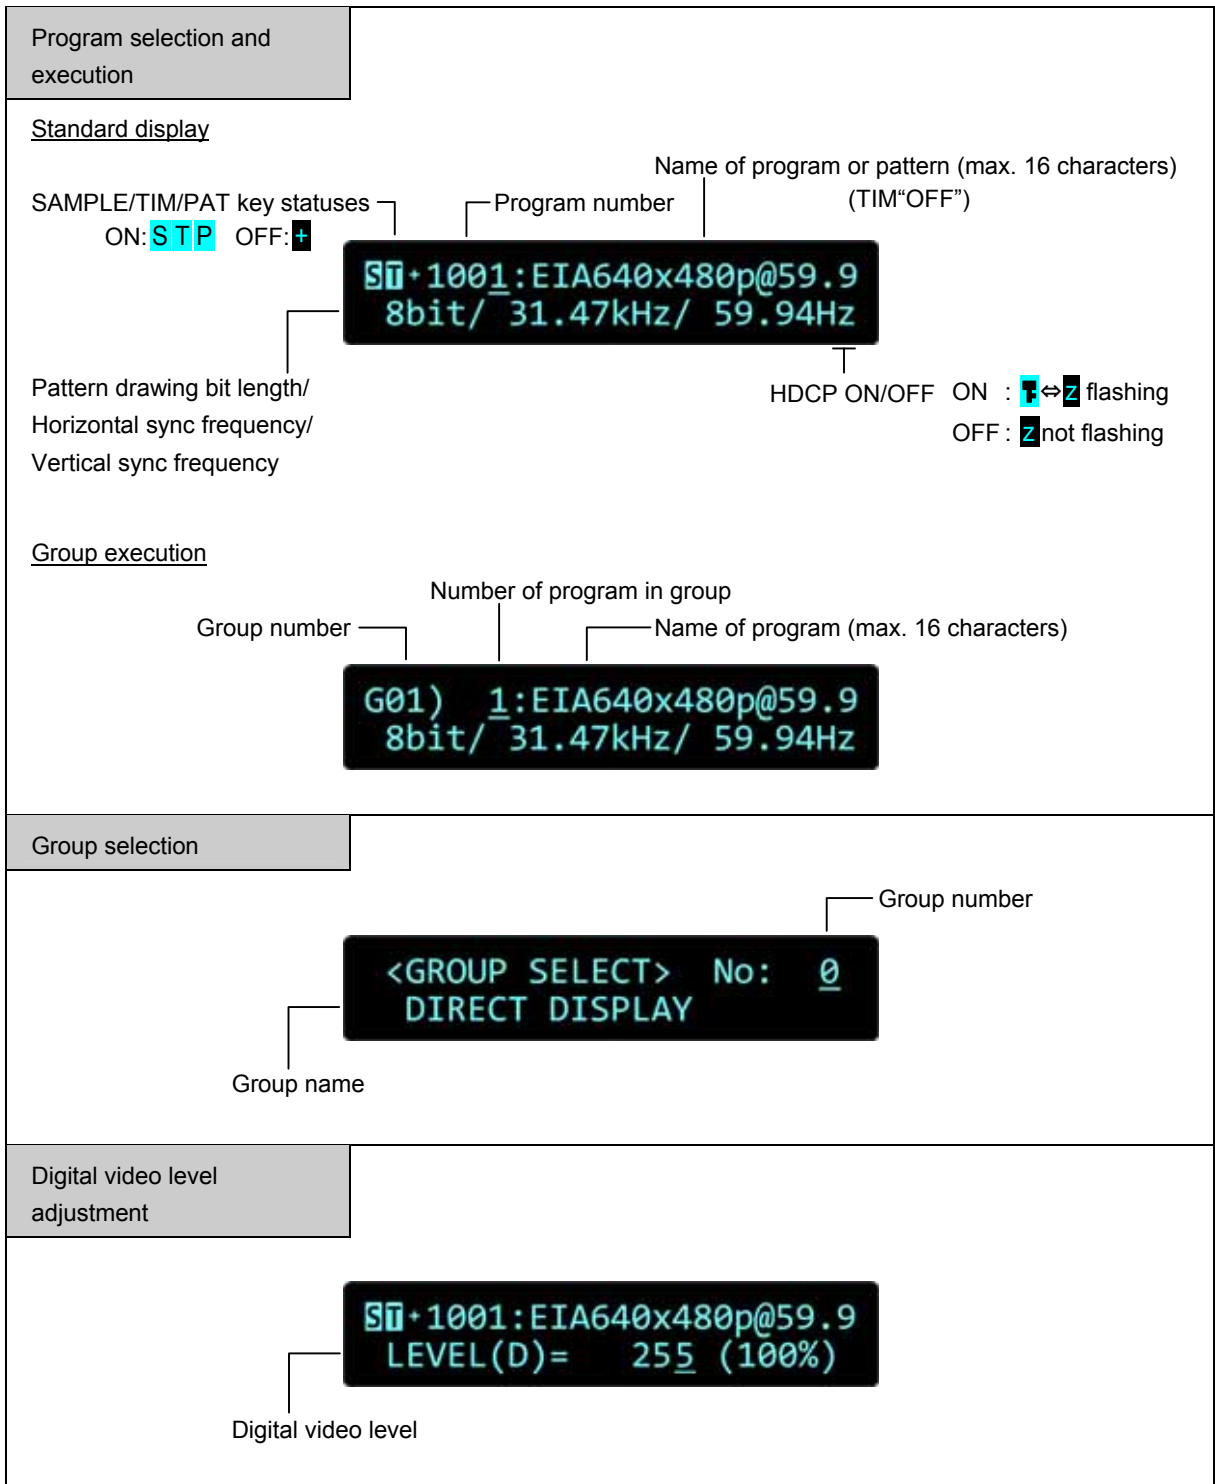 Program selection and
execution
Standard display
Name of program or pattern (max. 16 characters)
(TIM“OFF”)
SAMPLE/TIM/PAT key statuses
Program number
ON: S T P OFF: +
ST+1001:EIA640x480p@59.9
8bit/ 31.47kHz/ 59.94Hz
Pattern drawing bit length/
Horizontal sync frequency/
Vertical sync frequency
HDCP ON/OFF ON : ⇔ z flashing
OFF : z not flashing
Group execution
Number of program in group
Group number
Name of program (max. 16 characters)
G01) 1:EIA640x480p@59.9
8bit/ 31.47kHz/ 59.94Hz
Group selection
Group number
<GROUP SELECT> No: 0
DIRECT DISPLAY
Group name
Digital video level
adjustment
ST+1001:EIA640x480p@59.9
LEVEL(D)= 255 (100%)
Digital video level